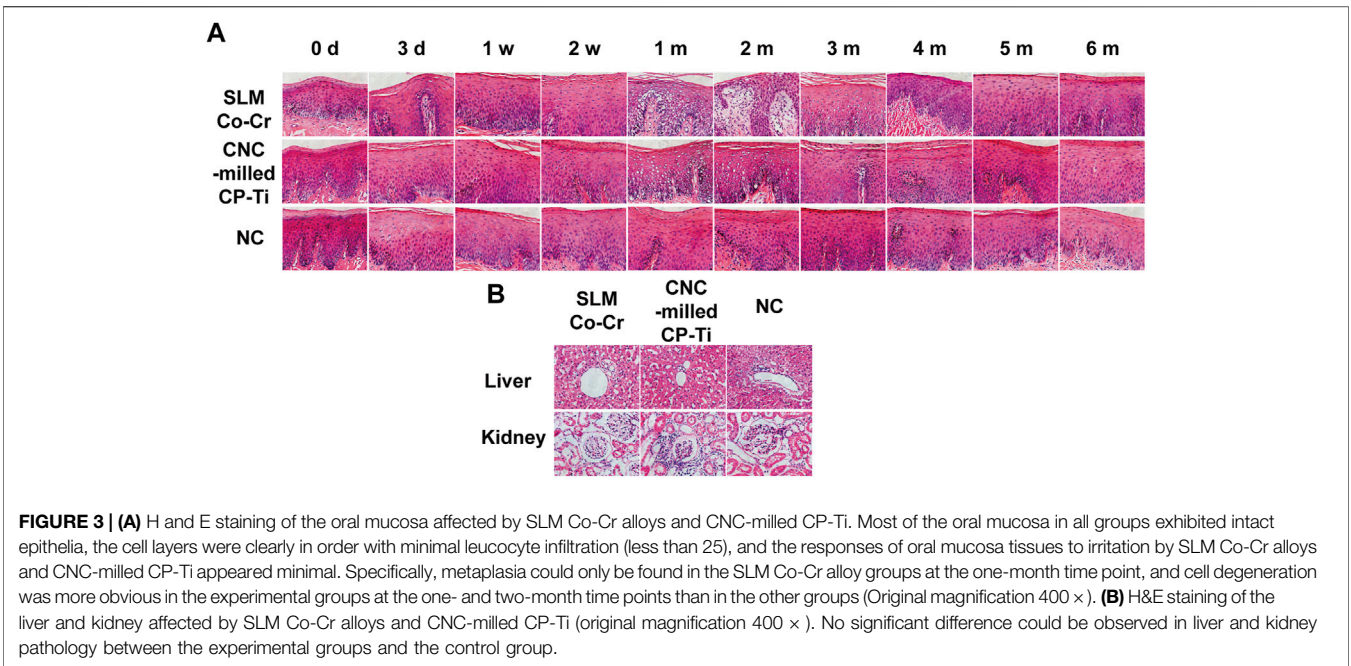 A
0 d 3 d 1 w 2 w 1 m 2 m 3 m 4 m 5 m 6 m
SLM
Co-Cr
CNC
-milled
CP-Ti
NC
B
SLM
Co-Cr
CNC
-milled
CP-Ti
NC
Liver
Kidney
FIGURE 3 | (A) H and E staining of the oral mucosa affected by SLM Co-Cr alloys and CNC-milled CP-Ti. Most of the oral mucosa in all groups exhibited intact
epithelia, the cell layers were clearly in order with minimal leucocyte infiltration (less than 25), and the responses of oral mucosa tissues to irritation by SLM Co-Cr alloys
and CNC-milled CP-Ti appeared minimal. Specifically, metaplasia could only be found in the SLM Co-Cr alloy groups at the one-month time point, and cell degeneration
was more obvious in the experimental groups at the one- and two-month time points than in the other groups (Original magnification 400 ×). (B) H&E staining of the
liver and kidney affected by SLM Co-Cr alloys and CNC-milled CP-Ti (original magnification 400 ×). No significant difference could be observed in liver and kidney
pathology between the experimental groups and the control group.